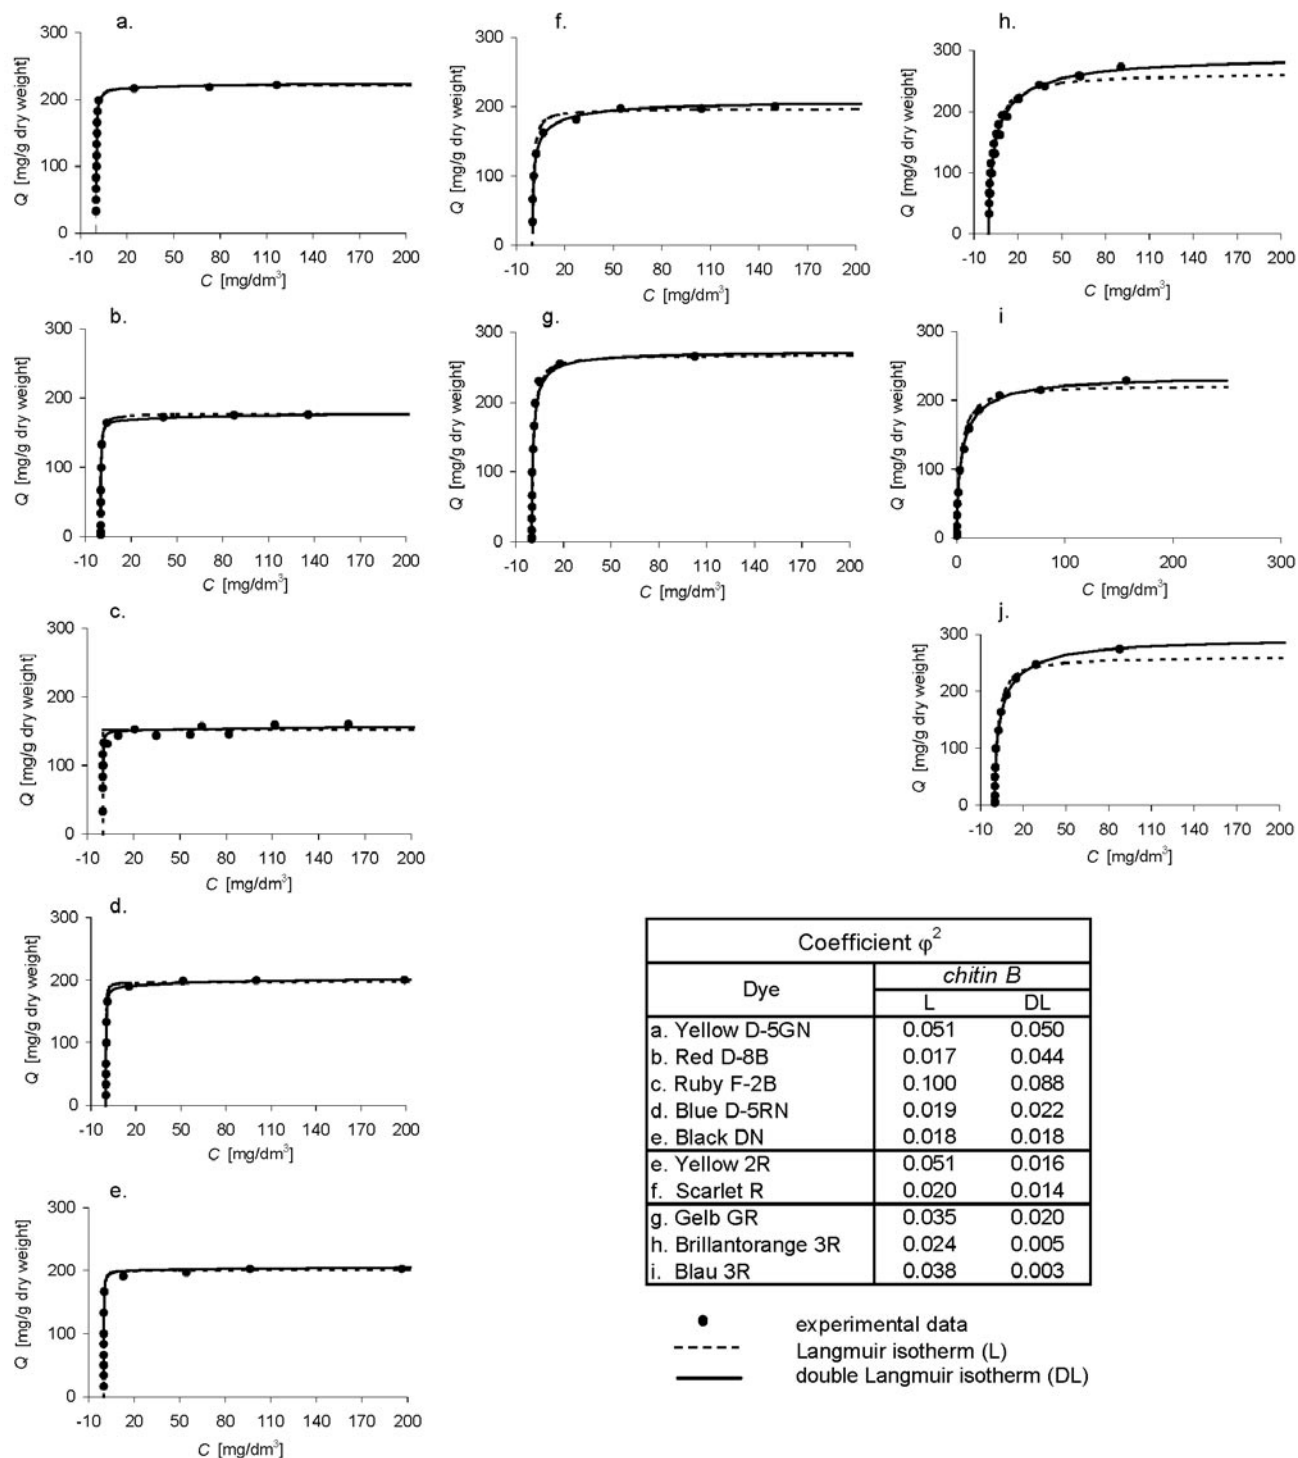 a.
300
200
100
0
-10 20 50 80 110 140 170 200
Q [mg/g dry weight]
C [mg/dm³]
b.
300
200
100
0
-10 20 50 80 110 140 170 200
Q [mg/g dry weight]
C [mg/dm³]
c.
300
200
100
0
-10 20 50 80 110 140 170 200
Q [mg/g dry weight]
C [mg/dm³]
d.
300
200
100
0
-10 20 50 80 110 140 170 200
Q [mg/g dry weight]
C [mg/dm³]
e.
300
200
100
0
-10 20 50 80 110 140 170 200
Q [mg/g dry weight]
C [mg/dm³]
f.
300
200
100
0
-10 20 50 80 110 140 170 200
Q [mg/g dry weight]
C [mg/dm³]
g.
300
200
100
0
-10 20 50 80 110 140 170 200
Q [mg/g dry weight]
C [mg/dm³]
h.
300
200
100
0
-10 20 50 80 110 140 170 200
Q [mg/g dry weight]
C [mg/dm³]
i
300
200
100
0
0 100 200 300
Q [mg/g dry weight]
C [mg/dm³]
j.
300
200
100
0
-10 20 50 80 110 140 170 200
Q [mg/g dry weight]
C [mg/dm³]
Coefficient φ²
Dye chitin B
L DL
a. Yellow D-5GN 0.051 0.050
b. Red D-8B 0.017 0.044
c. Ruby F-2B 0.100 0.088
d. Blue D-5RN 0.019 0.022
e. Black DN 0.018 0.018
e. Yellow 2R 0.051 0.016
f. Scarlet R 0.020 0.014
g. Gelb GR 0.035 0.020
h. Brillantorange 3R 0.024 0.005
i. Blau 3R 0.038 0.003
experimental data
Langmuir isotherm (L)
double Langmuir isotherm (DL)